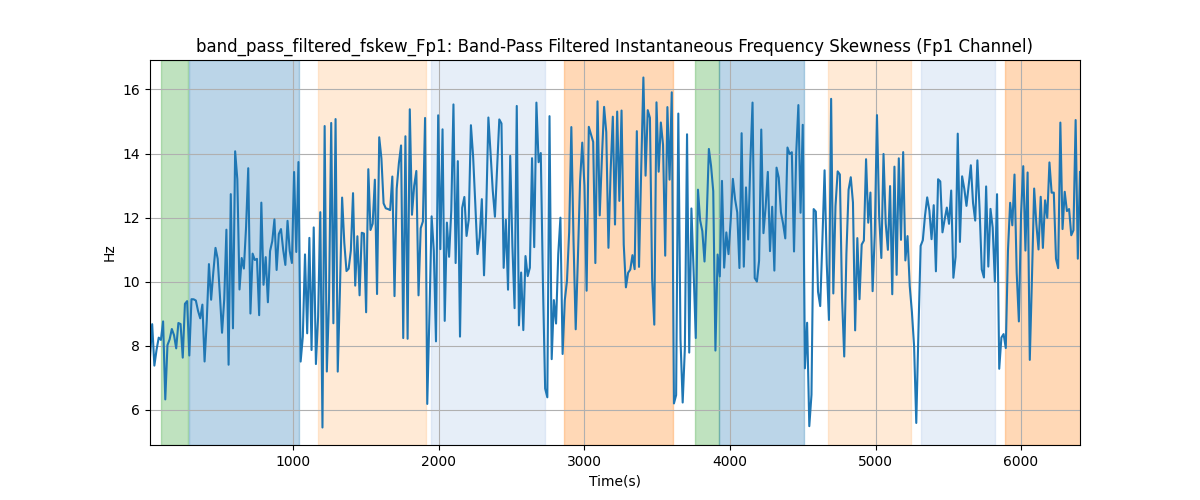 band_pass_filtered_fskew_Fp1: Band-Pass Filtered Instantaneous Frequency Skewness (Fp1 Channel)
16
14
12
10
8
6
Hz
1000 2000 3000 4000 5000 6000
Time(s)